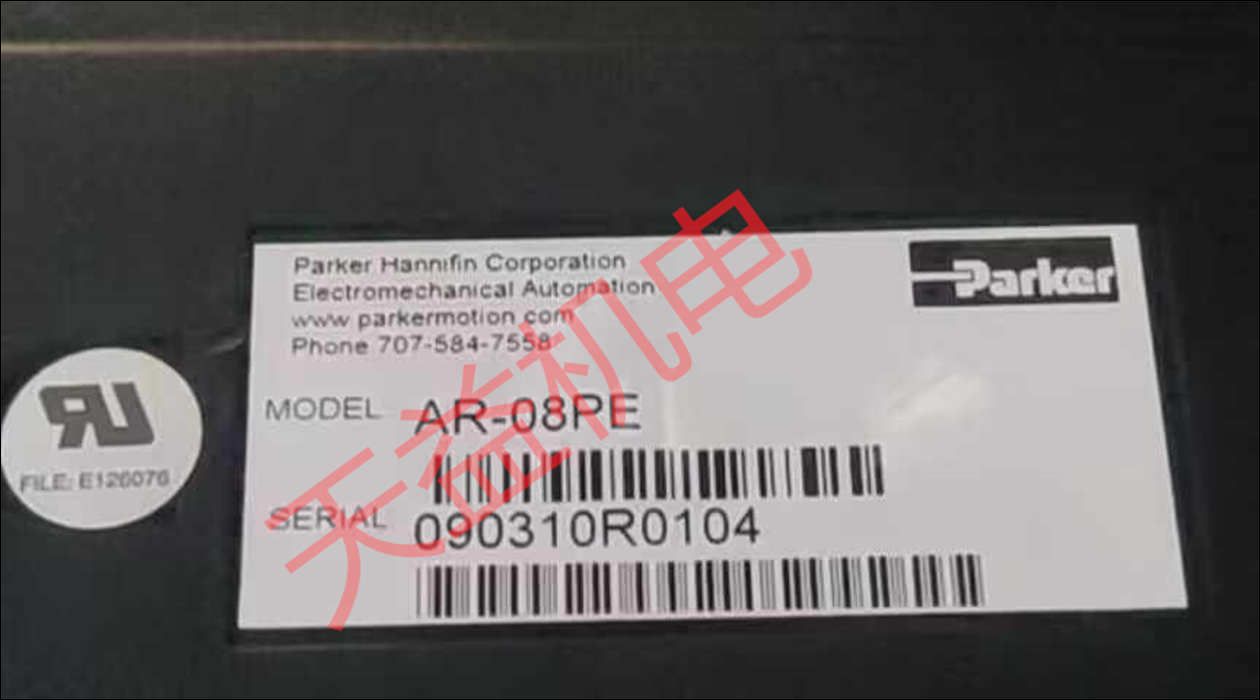 Parker Hannifin Corporation
Electromechanical Automation
www parkermotion com
Phone 707-584-7558
Parker
MODEL AR-08PE
SERIAL 090310R0104
FILE: E126076
天益机电